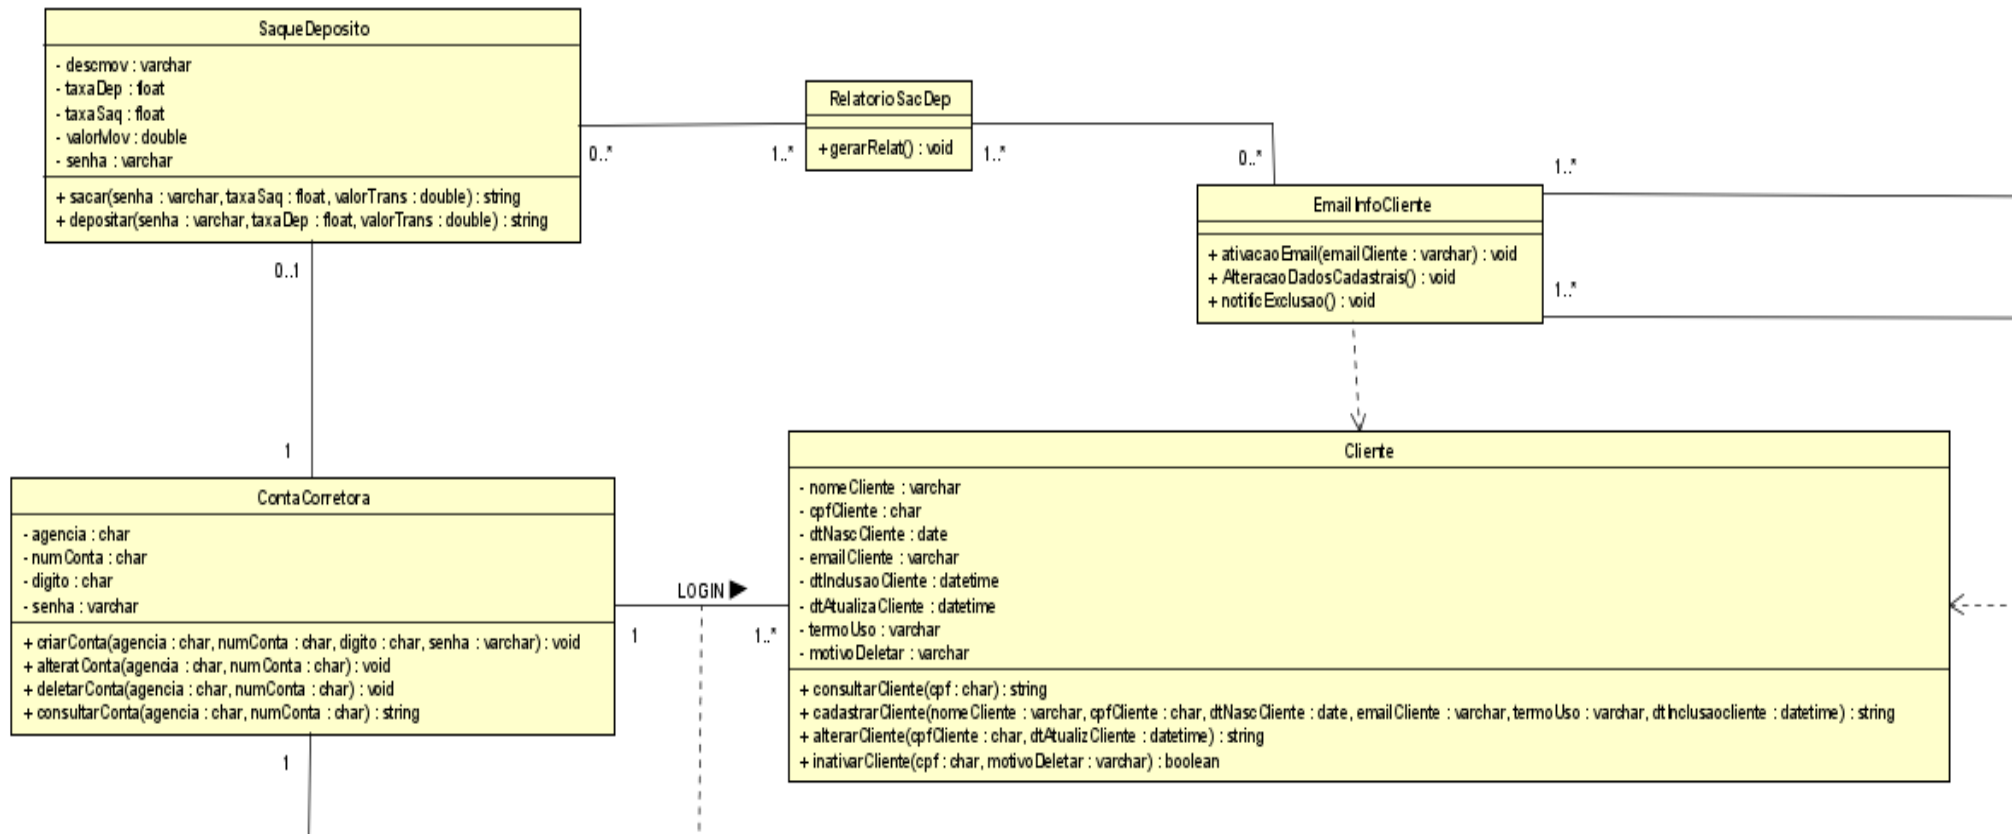 SaqueDeposito
- descmov : varchar
- taxaDep : float
- taxaSaq : float
- valorMov : double
- senha : varchar
+ sacar(senha : varchar, taxaSaq : float, valorTrans : double) : string
+ depositar(senha : varchar, taxaDep : float, valorTrans : double) : string
0..*
1..*
RelatorioSacDep
+ gerarRelat() : void
1..*
0..*
EmailInfoCliente
+ ativacaoEmail(emailCliente : varchar) : void
+ AlteracaoDadosCadastrais() : void
+ notificExclusao() : void
1..*
1..*
0..1
1
ContaCorretora
- agencia : char
- numConta : char
- digito : char
- senha : varchar
+ criarConta(agencia : char, numConta : char, digito : char, senha : varchar) : void
+ alteratConta(agencia : char, numConta : char) : void
+ deletarConta(agencia : char, numConta : char) : void
+ consultarConta(agencia : char, numConta : char) : string
1
LOGIN ►
1
1..*
Cliente
- nomeCliente : varchar
- cpfCliente : char
- dtNascCliente : date
- emailCliente : varchar
- dtInclusaoCliente : datetime
- dtAtualizaCliente : datetime
- termoUso : varchar
- motivoDeletar : varchar
+ consultarCliente(cpf : char) : string
+ cadastrarCliente(nomeCliente : varchar, cpfCliente : char, dtNascCliente : date, emailCliente : varchar, termoUso : varchar, dtInclusaocliente : datetime) : string
+ alterarCliente(cpfCliente : char, dtAtualizCliente : datetime) : string
+ inativarCliente(cpf : char, motivoDeletar : varchar) : boolean